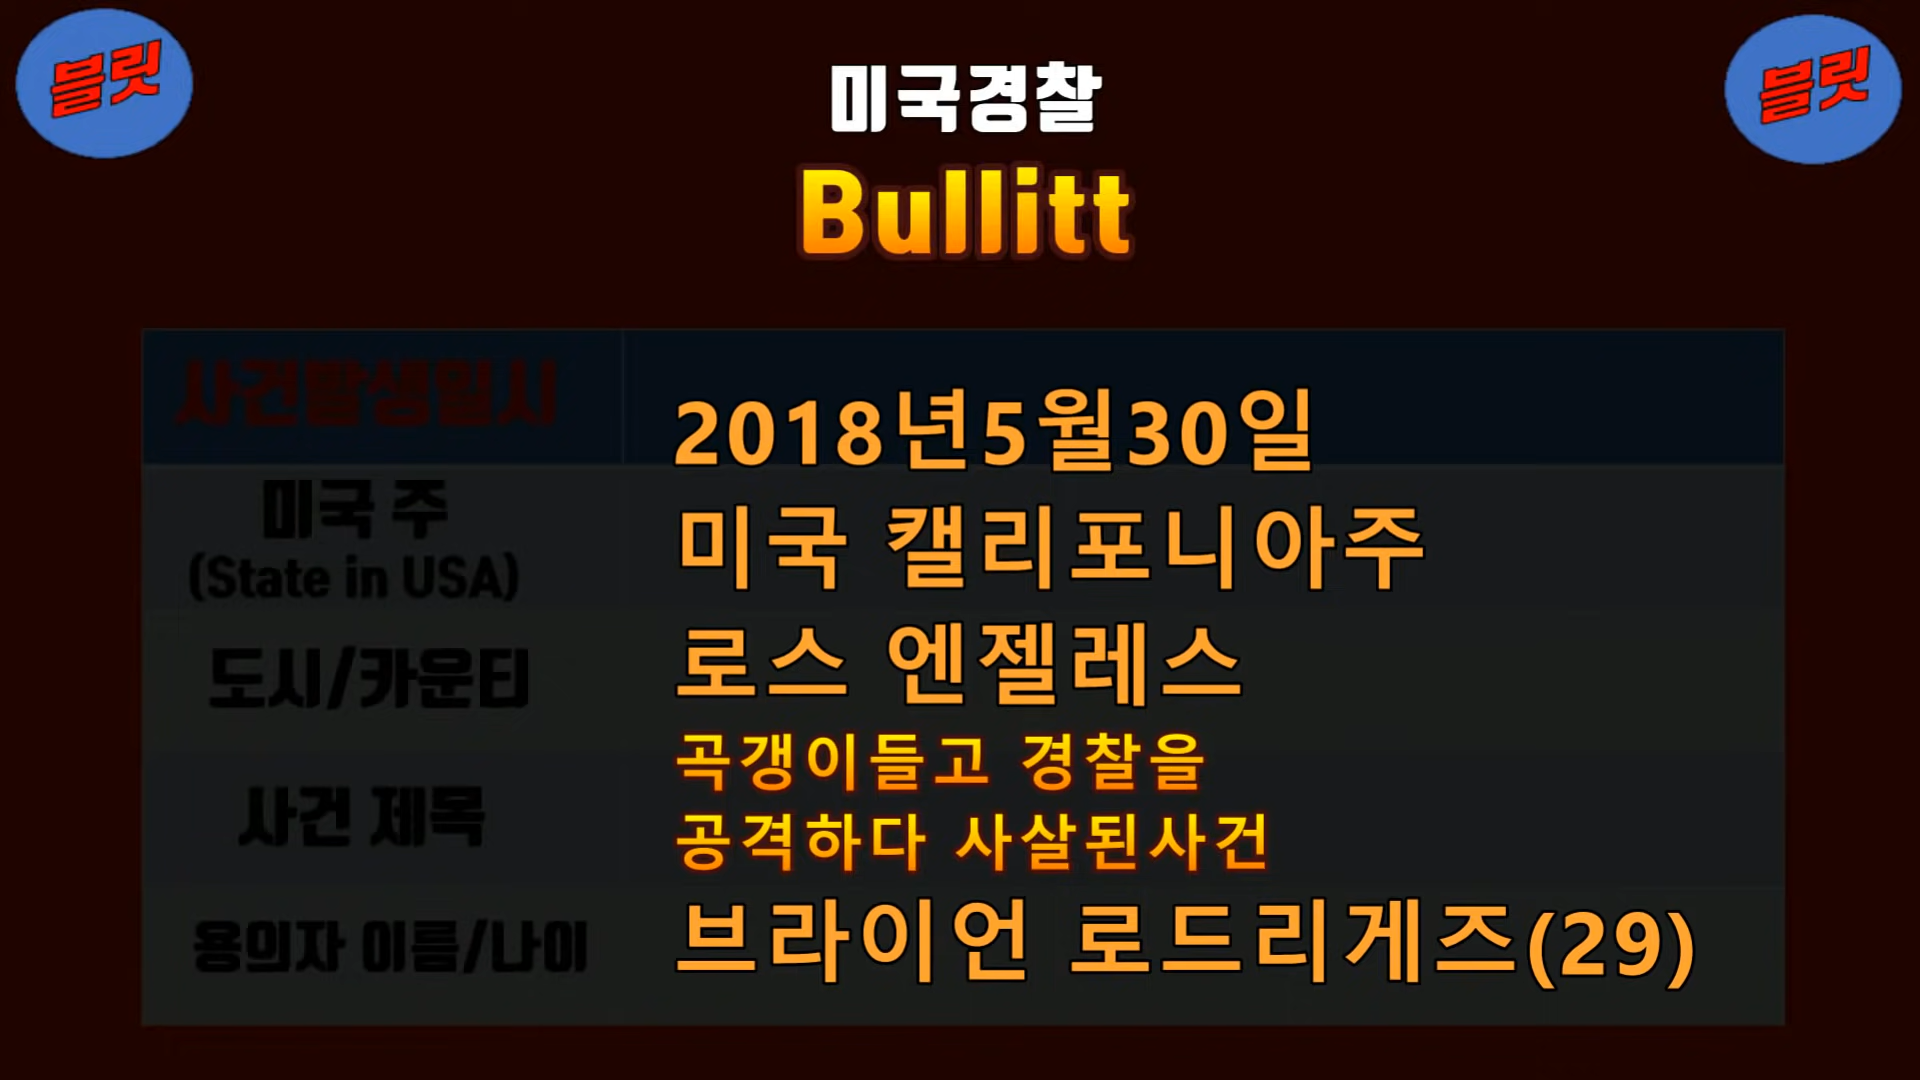 블릿
블릿
미국경찰
Bullitt
사건발생일시
2018년5월30일
미국 주
(State in USA)
미국 캘리포니아주
도시/카운티
로스 엔젤레스
사건 제목
곡갱이들고 경찰을
공격하다 사살된사건
용의자 이름/나이
브라이언 로드리게즈(29)